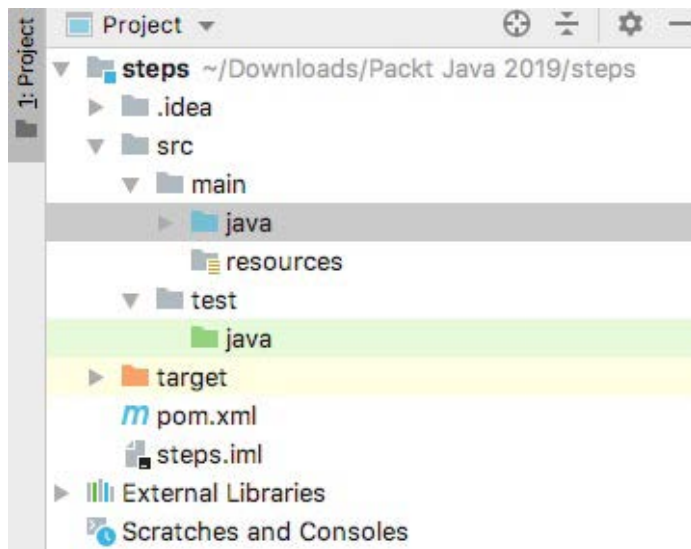 1: Project
Project
steps ~/Downloads/Packt Java 2019/steps
.idea
src
main
java
resources
test
java
target
m pom.xml
steps.iml
External Libraries
Scratches and Consoles